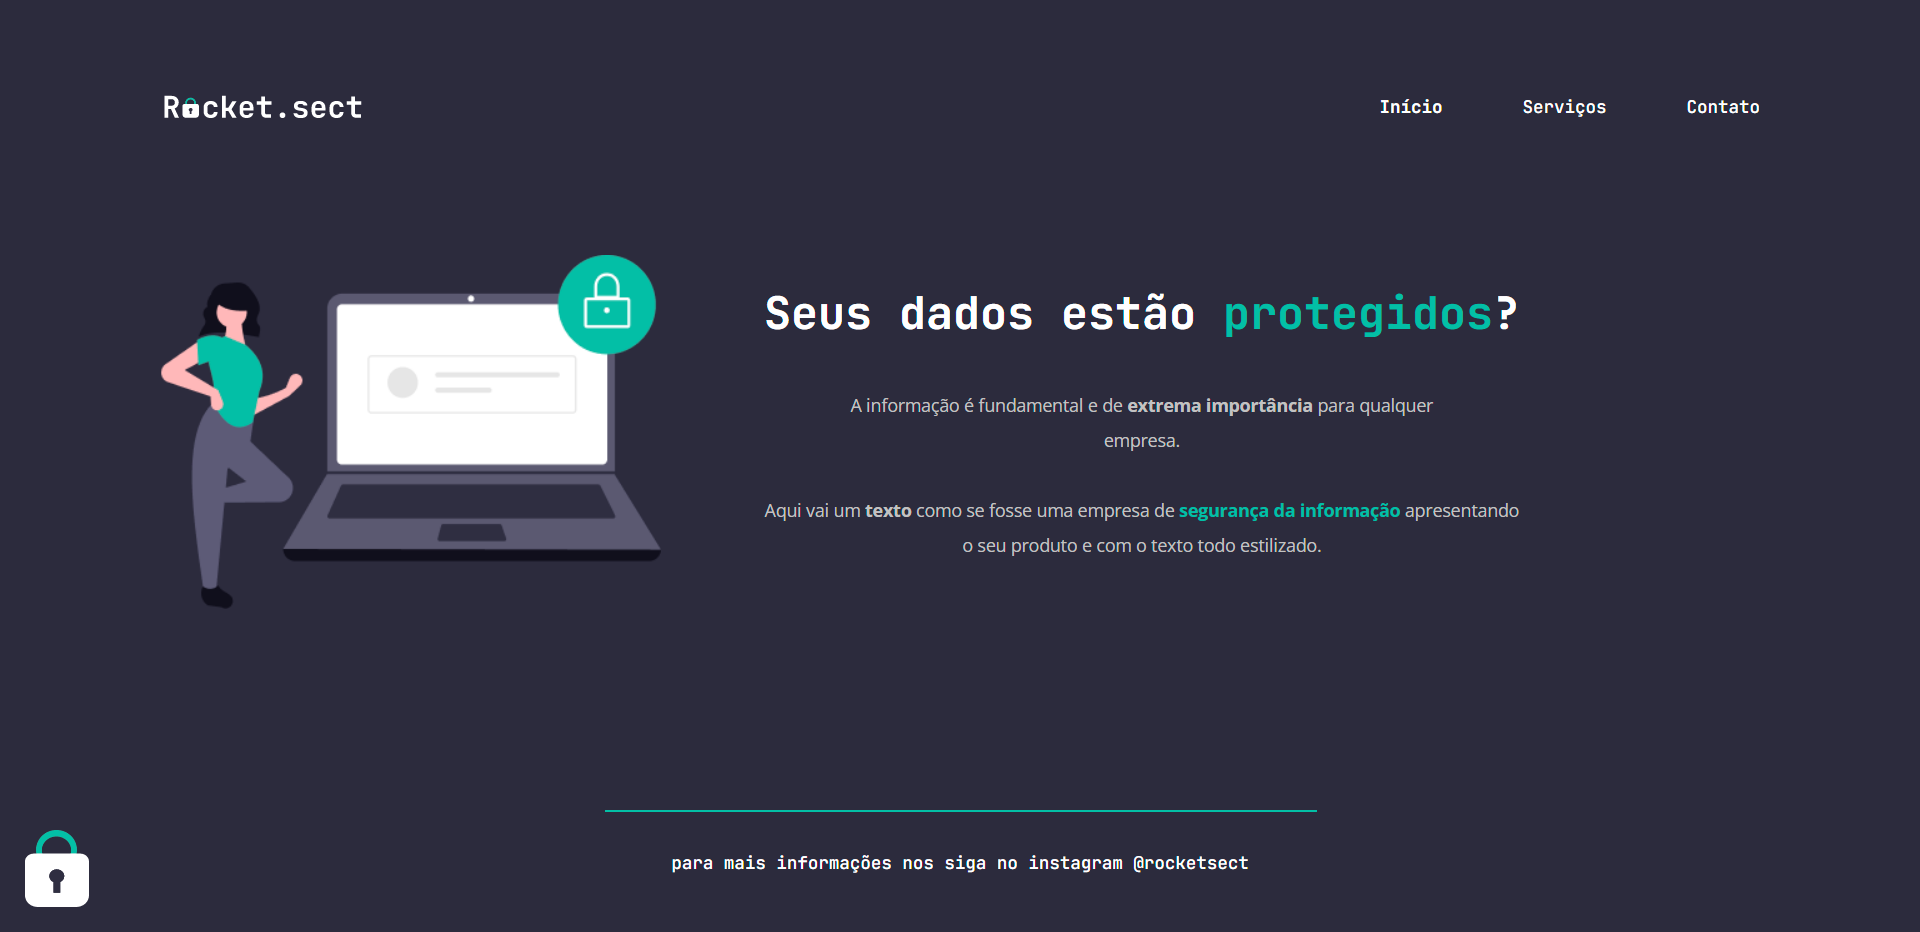 Rocket.sect
Início
Serviços
Contato
Seus dados estão protegidos?
A informação é fundamental e de extrema importância para qualquer
empresa.
Aqui vai um texto como se fosse uma empresa de segurança da informação apresentando
o seu produto e com o texto todo estilizado.
para mais informações nos siga no instagram @rocketsect